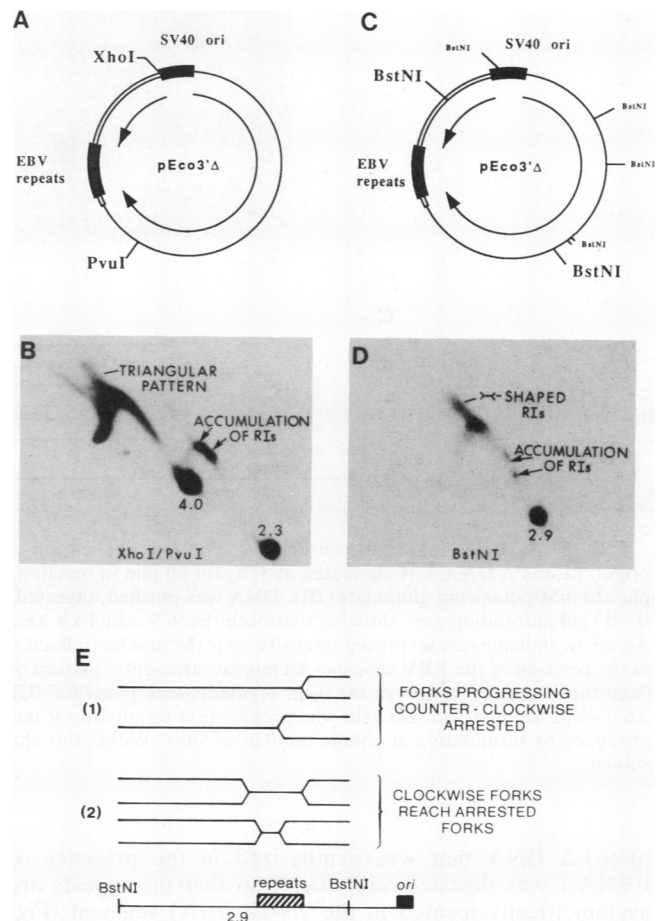 A
SV40 ori
XhoI
EBV
repeats
pEco3'Δ
PvuI
C
SV40 ori
BstNI
BstNI
BstNI
EBV
repeats
pEco3'Δ
BstNI
BstNI
BstNI
B
TRIANGULAR
PATTERN
ACCUMULATION
OF RIs
4.0
2.3
XhoI/PvuI
D
SHAPED
RIs
ACCUMULATION
OF RIs
2.9
BstNI
E
(1)
FORKS PROGRESSING
COUNTER - CLOCKWISE
ARRESTED
(2)
CLOCKWISE FORKS
REACH ARRESTED
FORKS
BstNI
repeats
BstNI
ori
2.9